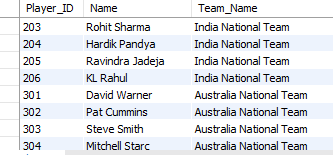 Player_ID Name Team_Name
203 Rohit Sharma India National Team
204 Hardik Pandya India National Team
205 Ravindra Jadeja India National Team
206 KL Rahul India National Team
301 David Warner Australia National Team
302 Pat Cummins Australia National Team
303 Steve Smith Australia National Team
304 Mitchell Starc Australia National Team